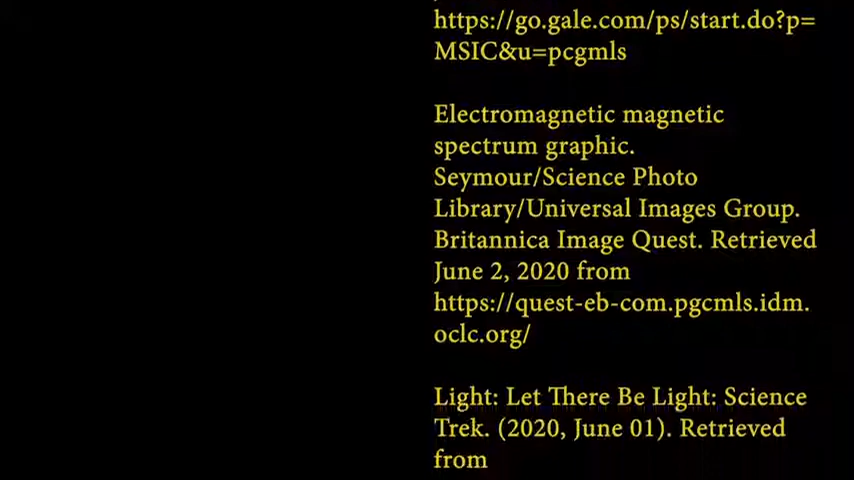 https://go.gale.com/ps/start.do?p=
MSIC&u=pcgmls
Electromagnetic magnetic
spectrum graphic.
Seymour/Science Photo
Library/Universal Images Group.
Britannica Image Quest. Retrieved
June 2, 2020 from
https://quest-eb-com.pgcmls.idm.
oclc.org/
Light: Let There Be Light: Science
Trek. (2020, June 01). Retrieved
from